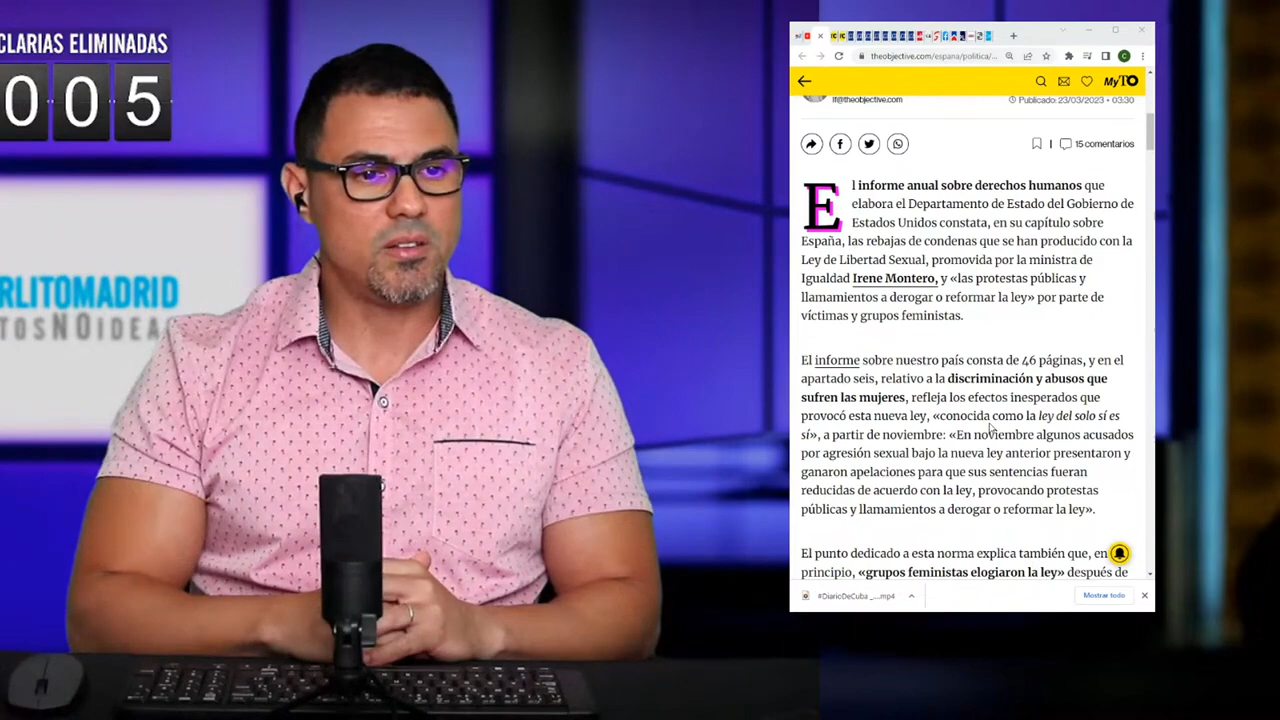 CLARIAS ELIMINADAS
0 0 5
RLITOMADRID
TOSNOIDEA
theobjective.com/espana/politica/...
MyTO
lf@theobjective.com
Publicado: 23/03/2023 • 03:30
15 comentarios
El informe anual sobre derechos humanos que
elabora el Departamento de Estado del Gobierno de
Estados Unidos constata, en su capítulo sobre
España, las rebajas de condenas que se han producido con la
Ley de Libertad Sexual, promovida por la ministra de
Igualdad Irene Montero, y «las protestas públicas y
llamamientos a derogar o reformar la ley» por parte de
víctimas y grupos feministas.
El informe sobre nuestro país consta de 46 páginas, y en el
apartado seis, relativo a la discriminación y abusos que
sufren las mujeres, refleja los efectos inesperados que
provocó esta nueva ley, «conocida como la ley del solo sí es
sí», a partir de noviembre: «En noviembre algunos acusados
por agresión sexual bajo la nueva ley anterior presentaron y
ganaron apelaciones para que sus sentencias fueran
reducidas de acuerdo con la ley, provocando protestas
públicas y llamamientos a derogar o reformar la ley».
El punto dedicado a esta norma explica también que, en
principio, «grupos feministas elogiaron la ley» después de
#DiarioDeCuba _....mp4
Mostrar todo